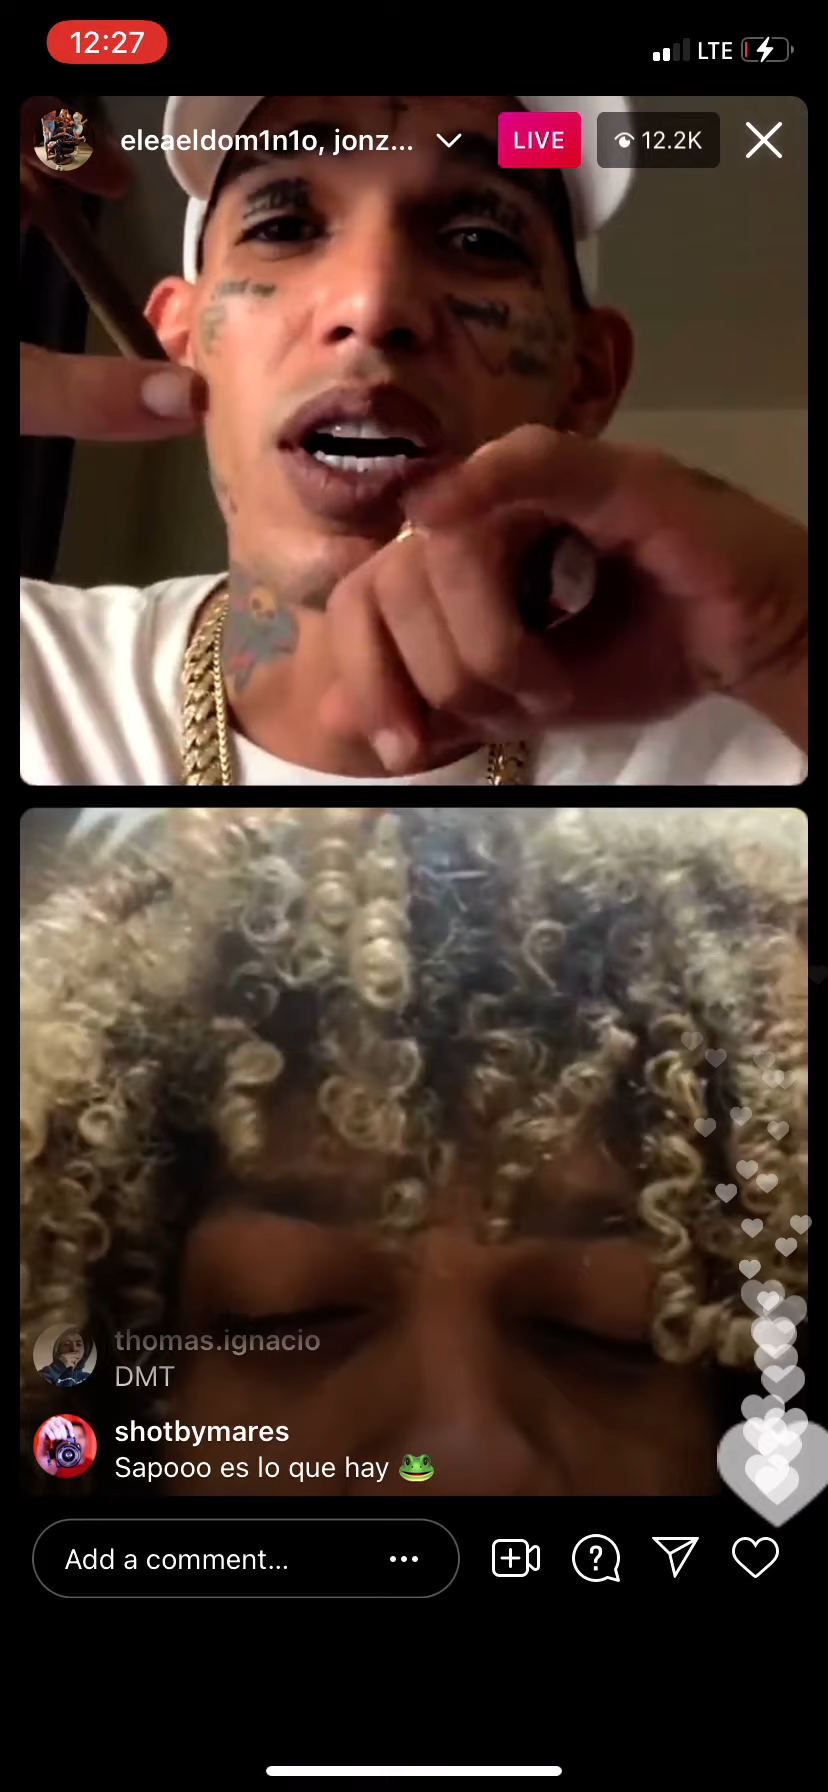 12:27
LTE
eleaeldom1n1o, jonz...
LIVE
12.2K
thomas.ignacio
DMT
shotbymares
Sapooo es lo que hay 🐸
Add a comment...